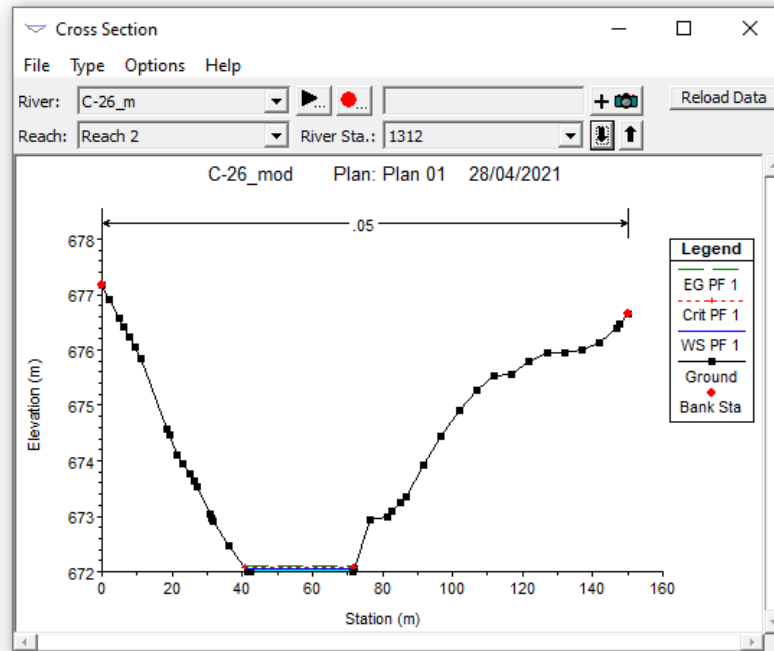 Cross Section
File Type Options Help
River: C-26_m ... ... + Reload Data
Reach: Reach 2 River Sta.: 1312
C-26_mod Plan: Plan 01 28/04/2021
.05
678
677
676
675
674
673
672
Elevation (m)
0 20 40 60 80 100 120 140 160
Station (m)
Legend
EG PF 1
Crit PF 1
WS PF 1
Ground
Bank Sta